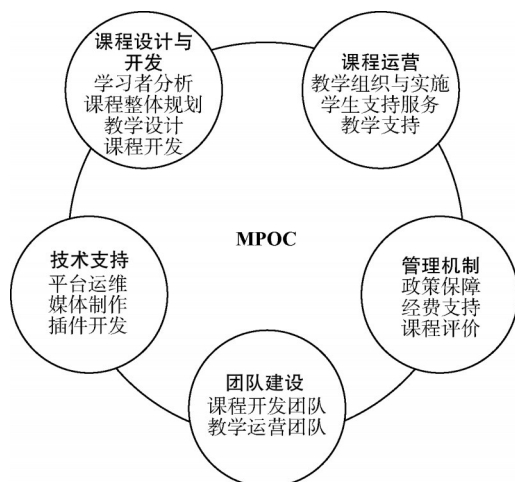 课程设计与
开发
学习者分析
课程整体规划
教学设计
课程开发
课程运营
教学组织与实施
学生支持服务
教学支持
MPOC
技术支持
平台运维
媒体制作
插件开发
管理机制
政策保障
经费支持
课程评价
团队建设
课程开发团队
教学运营团队